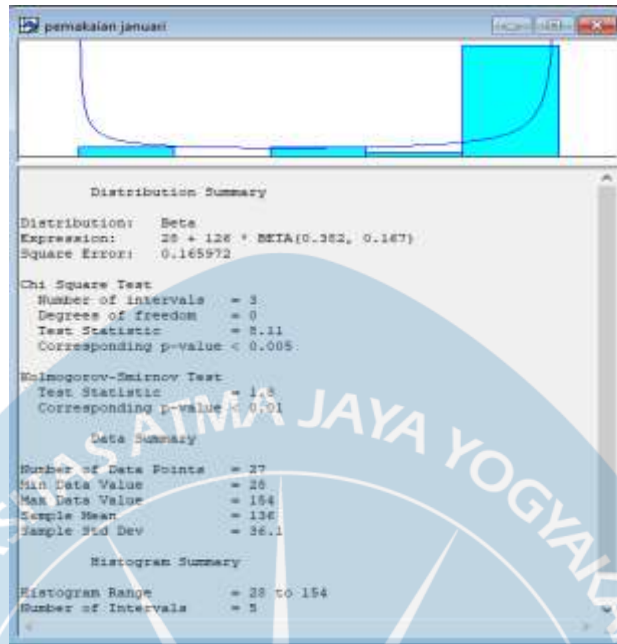 pemakaian januari
Distribution Summary
Distribution: Beta
Expression: 28 + 126 * BETA(0.382, 0.167)
Square Error: 0.165972
Chi Square Test
Number of intervals = 3
Degrees of freedom = 0
Test Statistic = 8.11
Corresponding p-value < 0.005
Kolmogorov-Smirnov Test
Test Statistic =
Corresponding p-value < 0.01
Data Summary
Number of Data Points = 27
Min Data Value = 28
Max Data Value = 154
Sample Mean = 136
Sample Std Dev = 36.1
Histogram Summary
Histogram Range = 28 to 154
Number of Intervals = 5
ATMA JAYA